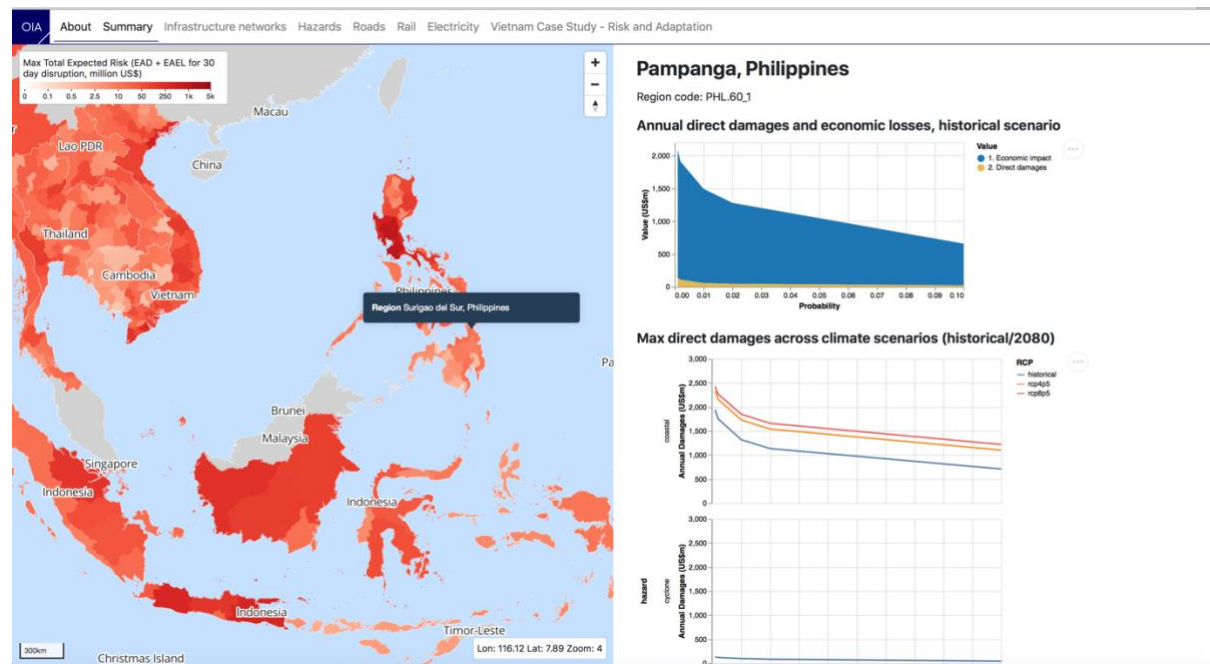 OIA About Summary Infrastructure networks Hazards Roads Rail Electricity Vietnam Case Study - Risk and Adaptation
Max Total Expected Risk (EAD + EAEL for 30
day disruption, million US$)
0 0.1 0.5 2.5 10 50 250 1k 5k
+
−
Macau
Lao PDR
China
Thailand
Cambodia
Vietnam
Philippines
Region Surigao del Sur, Philippines
Pa
Brunei
Malaysia
Singapore
Indonesia
Indonesia
Indonesia
Timor-Leste
300km
Christmas Island
Lon: 116.12 Lat: 7.89 Zoom: 4
Pampanga, Philippines
Region code: PHL.60_1
Annual direct damages and economic losses, historical scenario
Value (US$m)
2,000
1,500
1,000
500
0
0.00 0.01 0.02 0.03 0.04 0.05 0.06 0.07 0.08 0.09 0.10
Probability
Value
1. Economic impact
2. Direct damages
Max direct damages across climate scenarios (historical/2080)
coastal
Annual Damages (US$m)
3,000
2,500
2,000
1,500
1,000
500
0
RCP
historical
rcp4p5
rcp8p5
hazard
cyclone
Annual Damages (US$m)
3,000
2,500
2,000
1,500
1,000
500